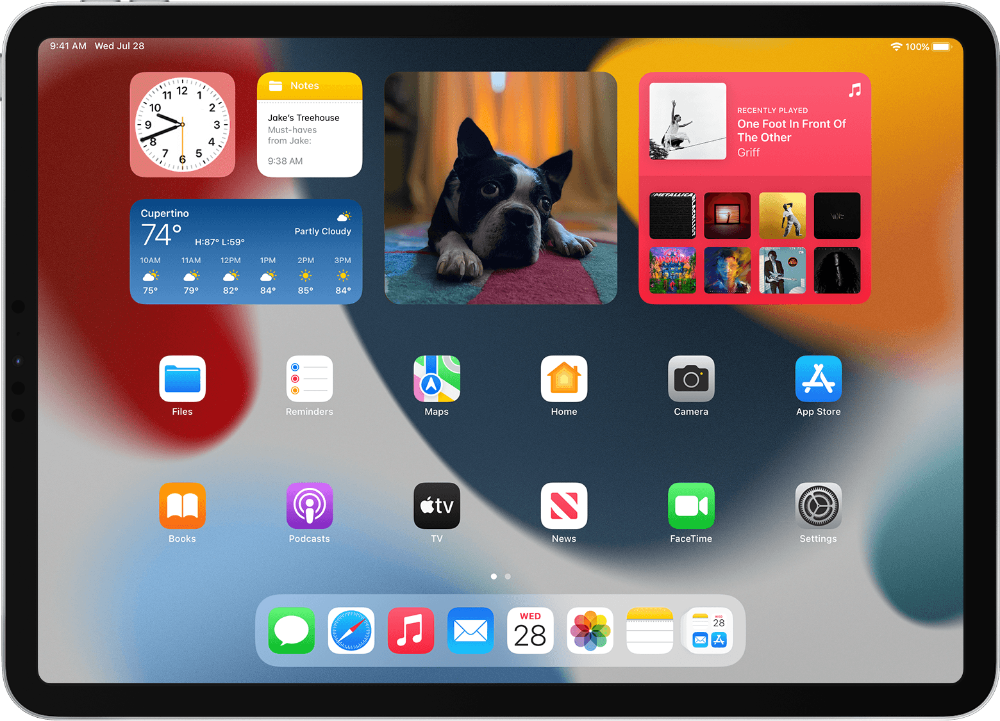 9:41 AM Wed Jul 28
100%
12
11 1
10 2
9 3
8 4
7 5
6
Notes
Jake's Treehouse
Must-haves
from Jake:
9:38 AM
RECENTLY PLAYED
One Foot In Front Of
The Other
Griff
Cupertino
74°
H:87° L:59°
Partly Cloudy
10AM 11AM 12PM 1PM 2PM 3PM
75° 79° 82° 84° 85° 84°
METALLICA
BLACKLIST
Files
Reminders
Maps
Home
Camera
App Store
tv
Books
Podcasts
TV
News
FaceTime
Settings
WED
28
WED
28